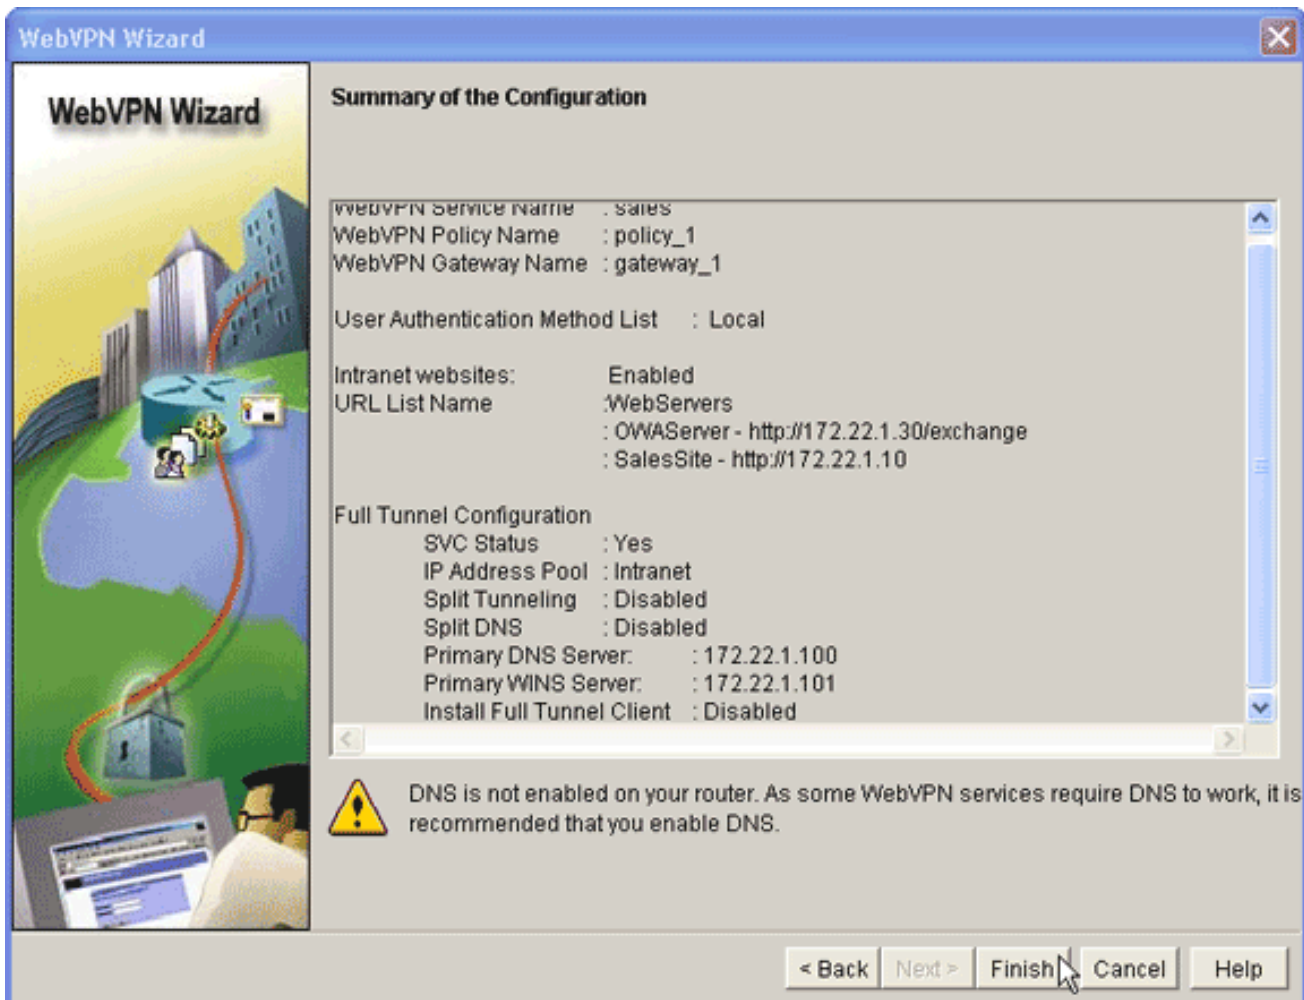 WebVPN Wizard
WebVPN Wizard
Summary of the Configuration
WebVPN Service Name : sales
WebVPN Policy Name : policy_1
WebVPN Gateway Name : gateway_1
User Authentication Method List : Local
Intranet websites: Enabled
URL List Name :WebServers
: OWAServer - http://172.22.1.30/exchange
: SalesSite - http://172.22.1.10
Full Tunnel Configuration
SVC Status : Yes
IP Address Pool : Intranet
Split Tunneling : Disabled
Split DNS : Disabled
Primary DNS Server: : 172.22.1.100
Primary WINS Server: : 172.22.1.101
Install Full Tunnel Client : Disabled
DNS is not enabled on your router. As some WebVPN services require DNS to work, it is
recommended that you enable DNS.
< Back Next > Finish Cancel Help